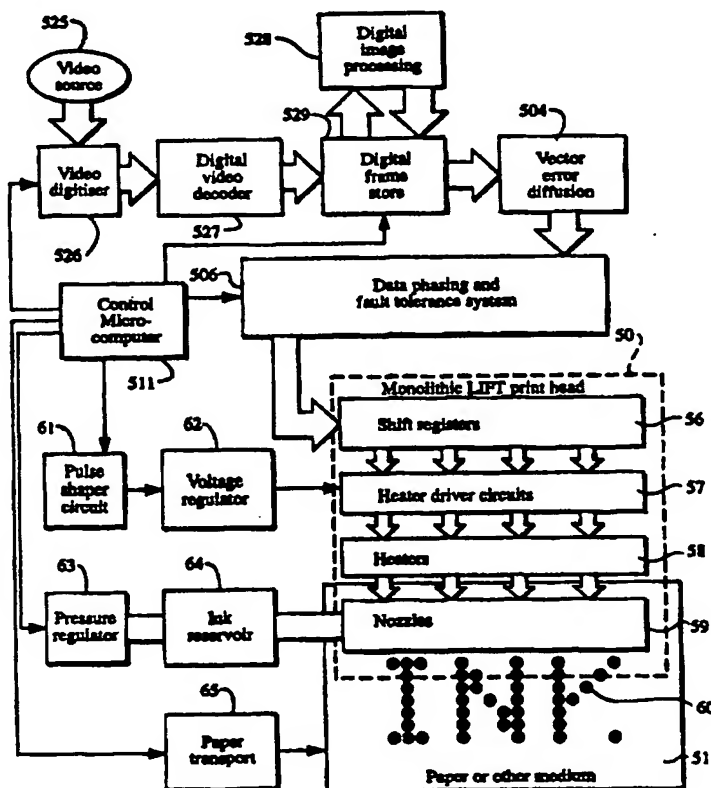 525
Video
source
528
Digital
image
processing
529
504
Video
digitiser
Digital
video
decoder
Digital
frame
store
Vector
error
diffusion
526
527
506
Data phasing and
fault tolerance system
Control
Micro-
computer
511
50
Monolithic LIFT print head
Shift registers
56
61
62
Pulse
shaper
circuit
Voltage
regulator
Heater driver circuits
57
Heaters
58
63
64
Pressure
regulator
Ink
reservoir
Nozzles
59
INK
60
65
Paper
transport
51
Paper or other medium